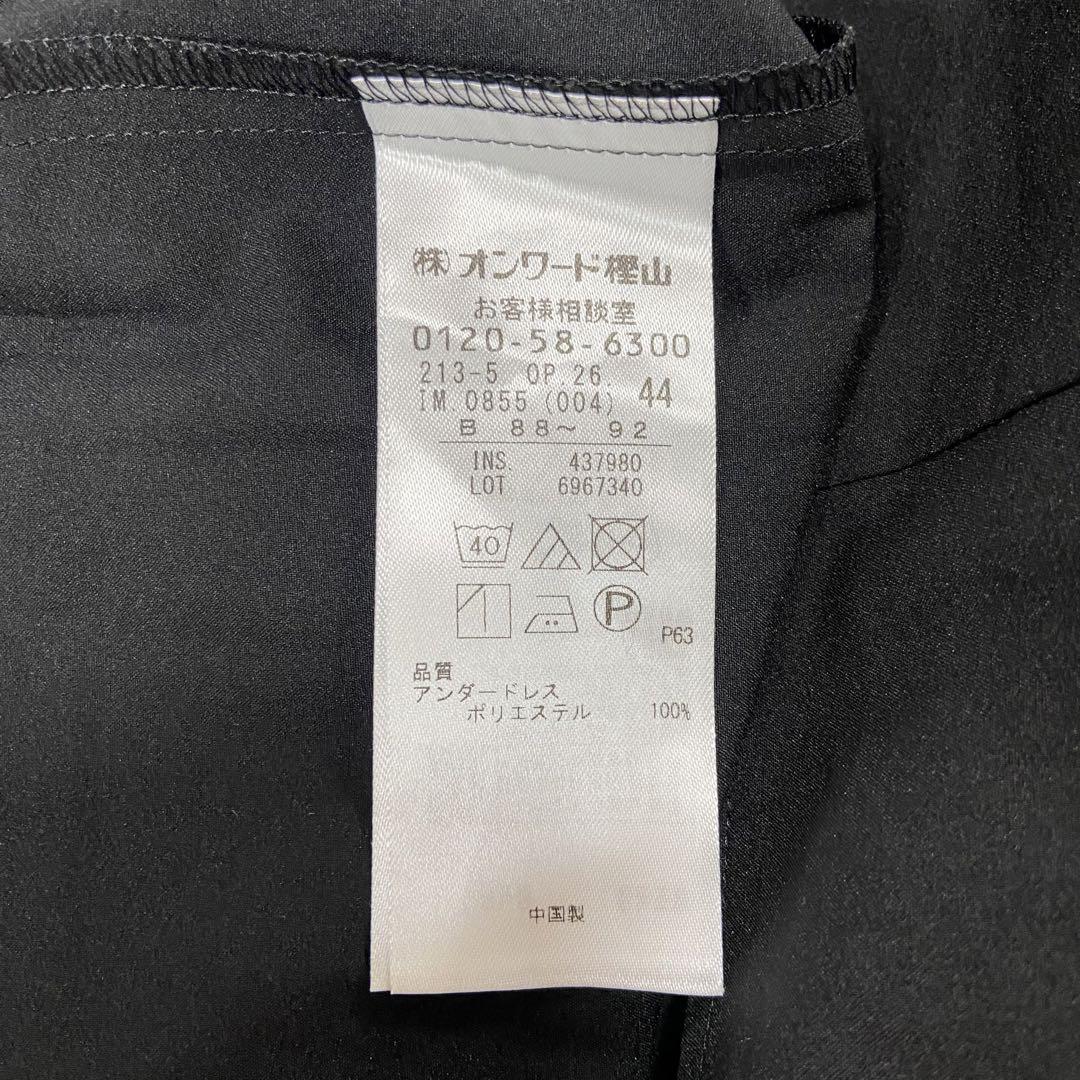 ㈱オンワード樫山
お客様相談室
0120-58-6300
213-5 OP.26. 44
IM.0855 (004)
B 88～ 92
INS. 437980
LOT 6967340
40
P
P63
品質
アンダードレス
ポリエステル 100%
中国製